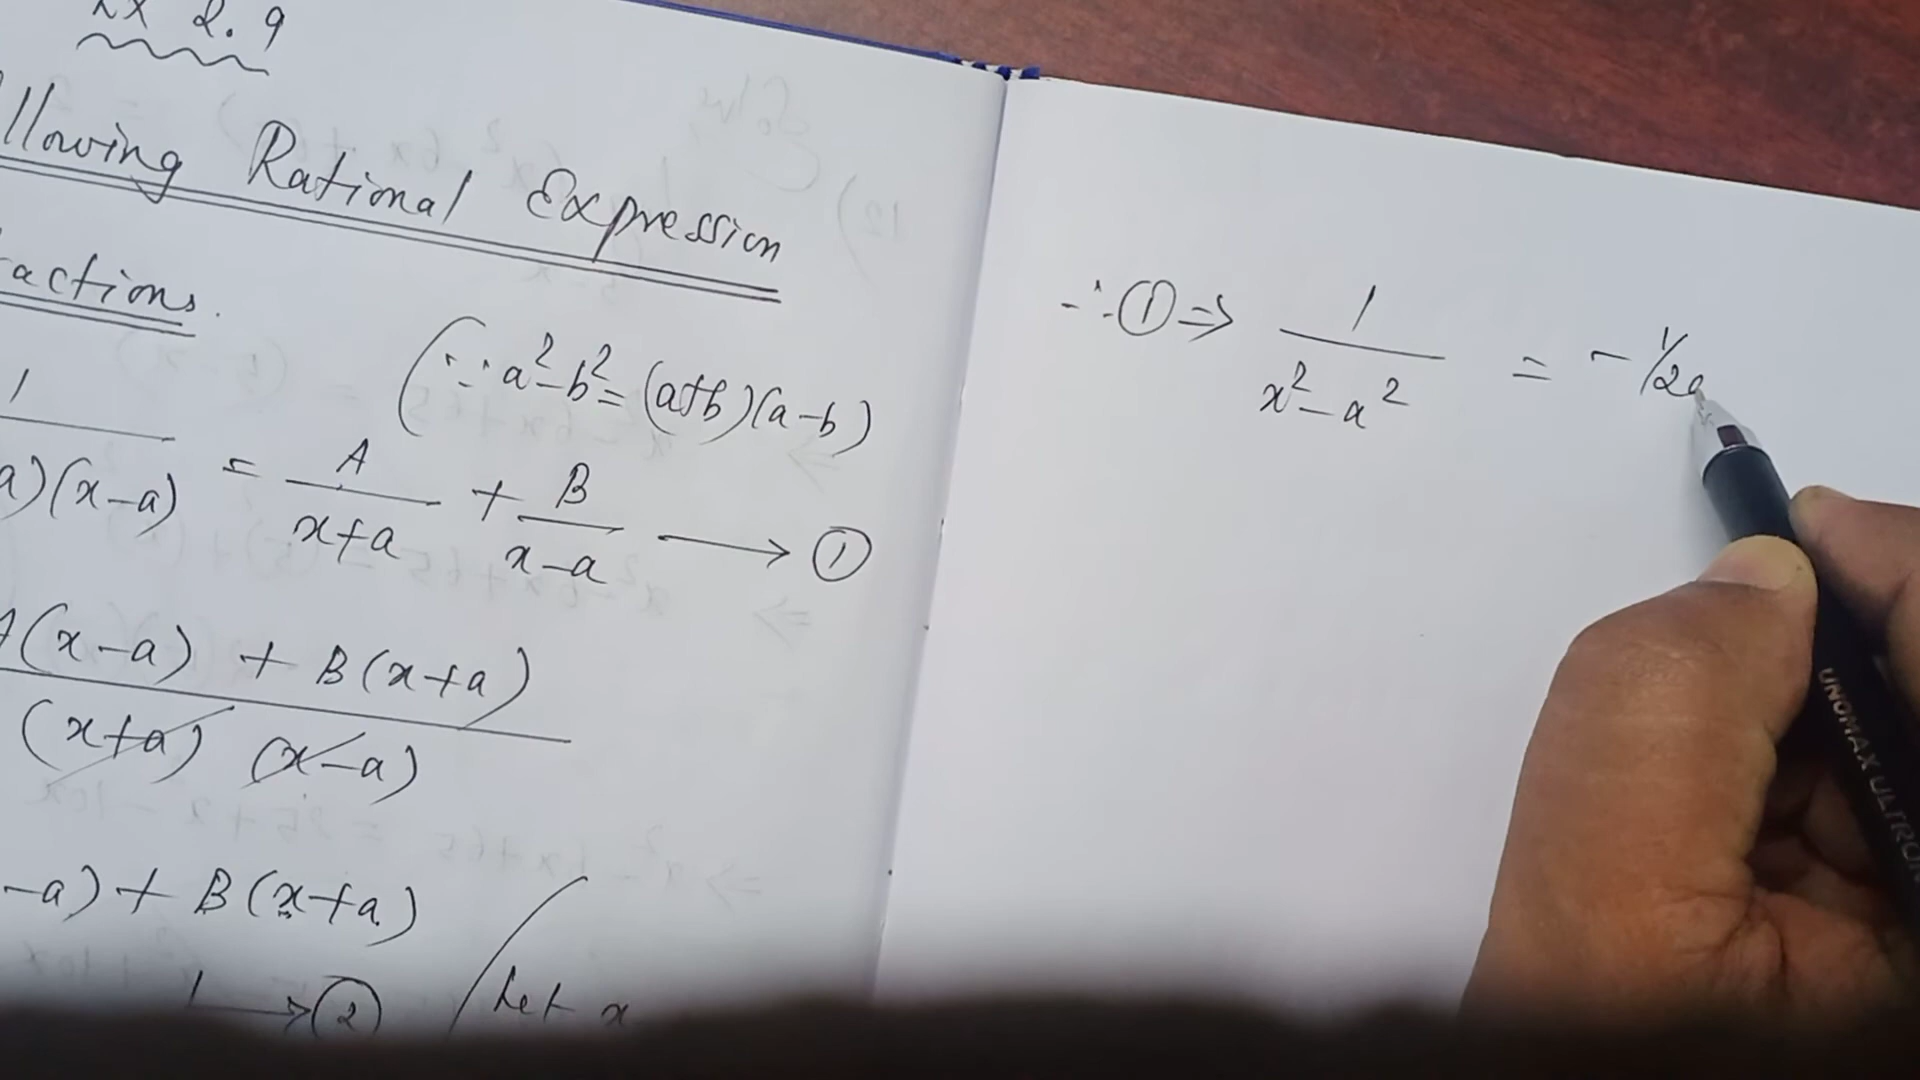 Ex 2.9
llowing Rational Expression
actions.
(∵ a²-b² = (a+b)(a-b)
1/a)(x-a) = A/x+a + B/x-a ⟶ ①
A(x-a) + B(x+a)
(x+a) (x-a)
-a) + B(x+a)
1 ⟶ ②
Let x
∴ ① ⇒ 1/x²-a² = -1/2a
UNOMAX ULTRON